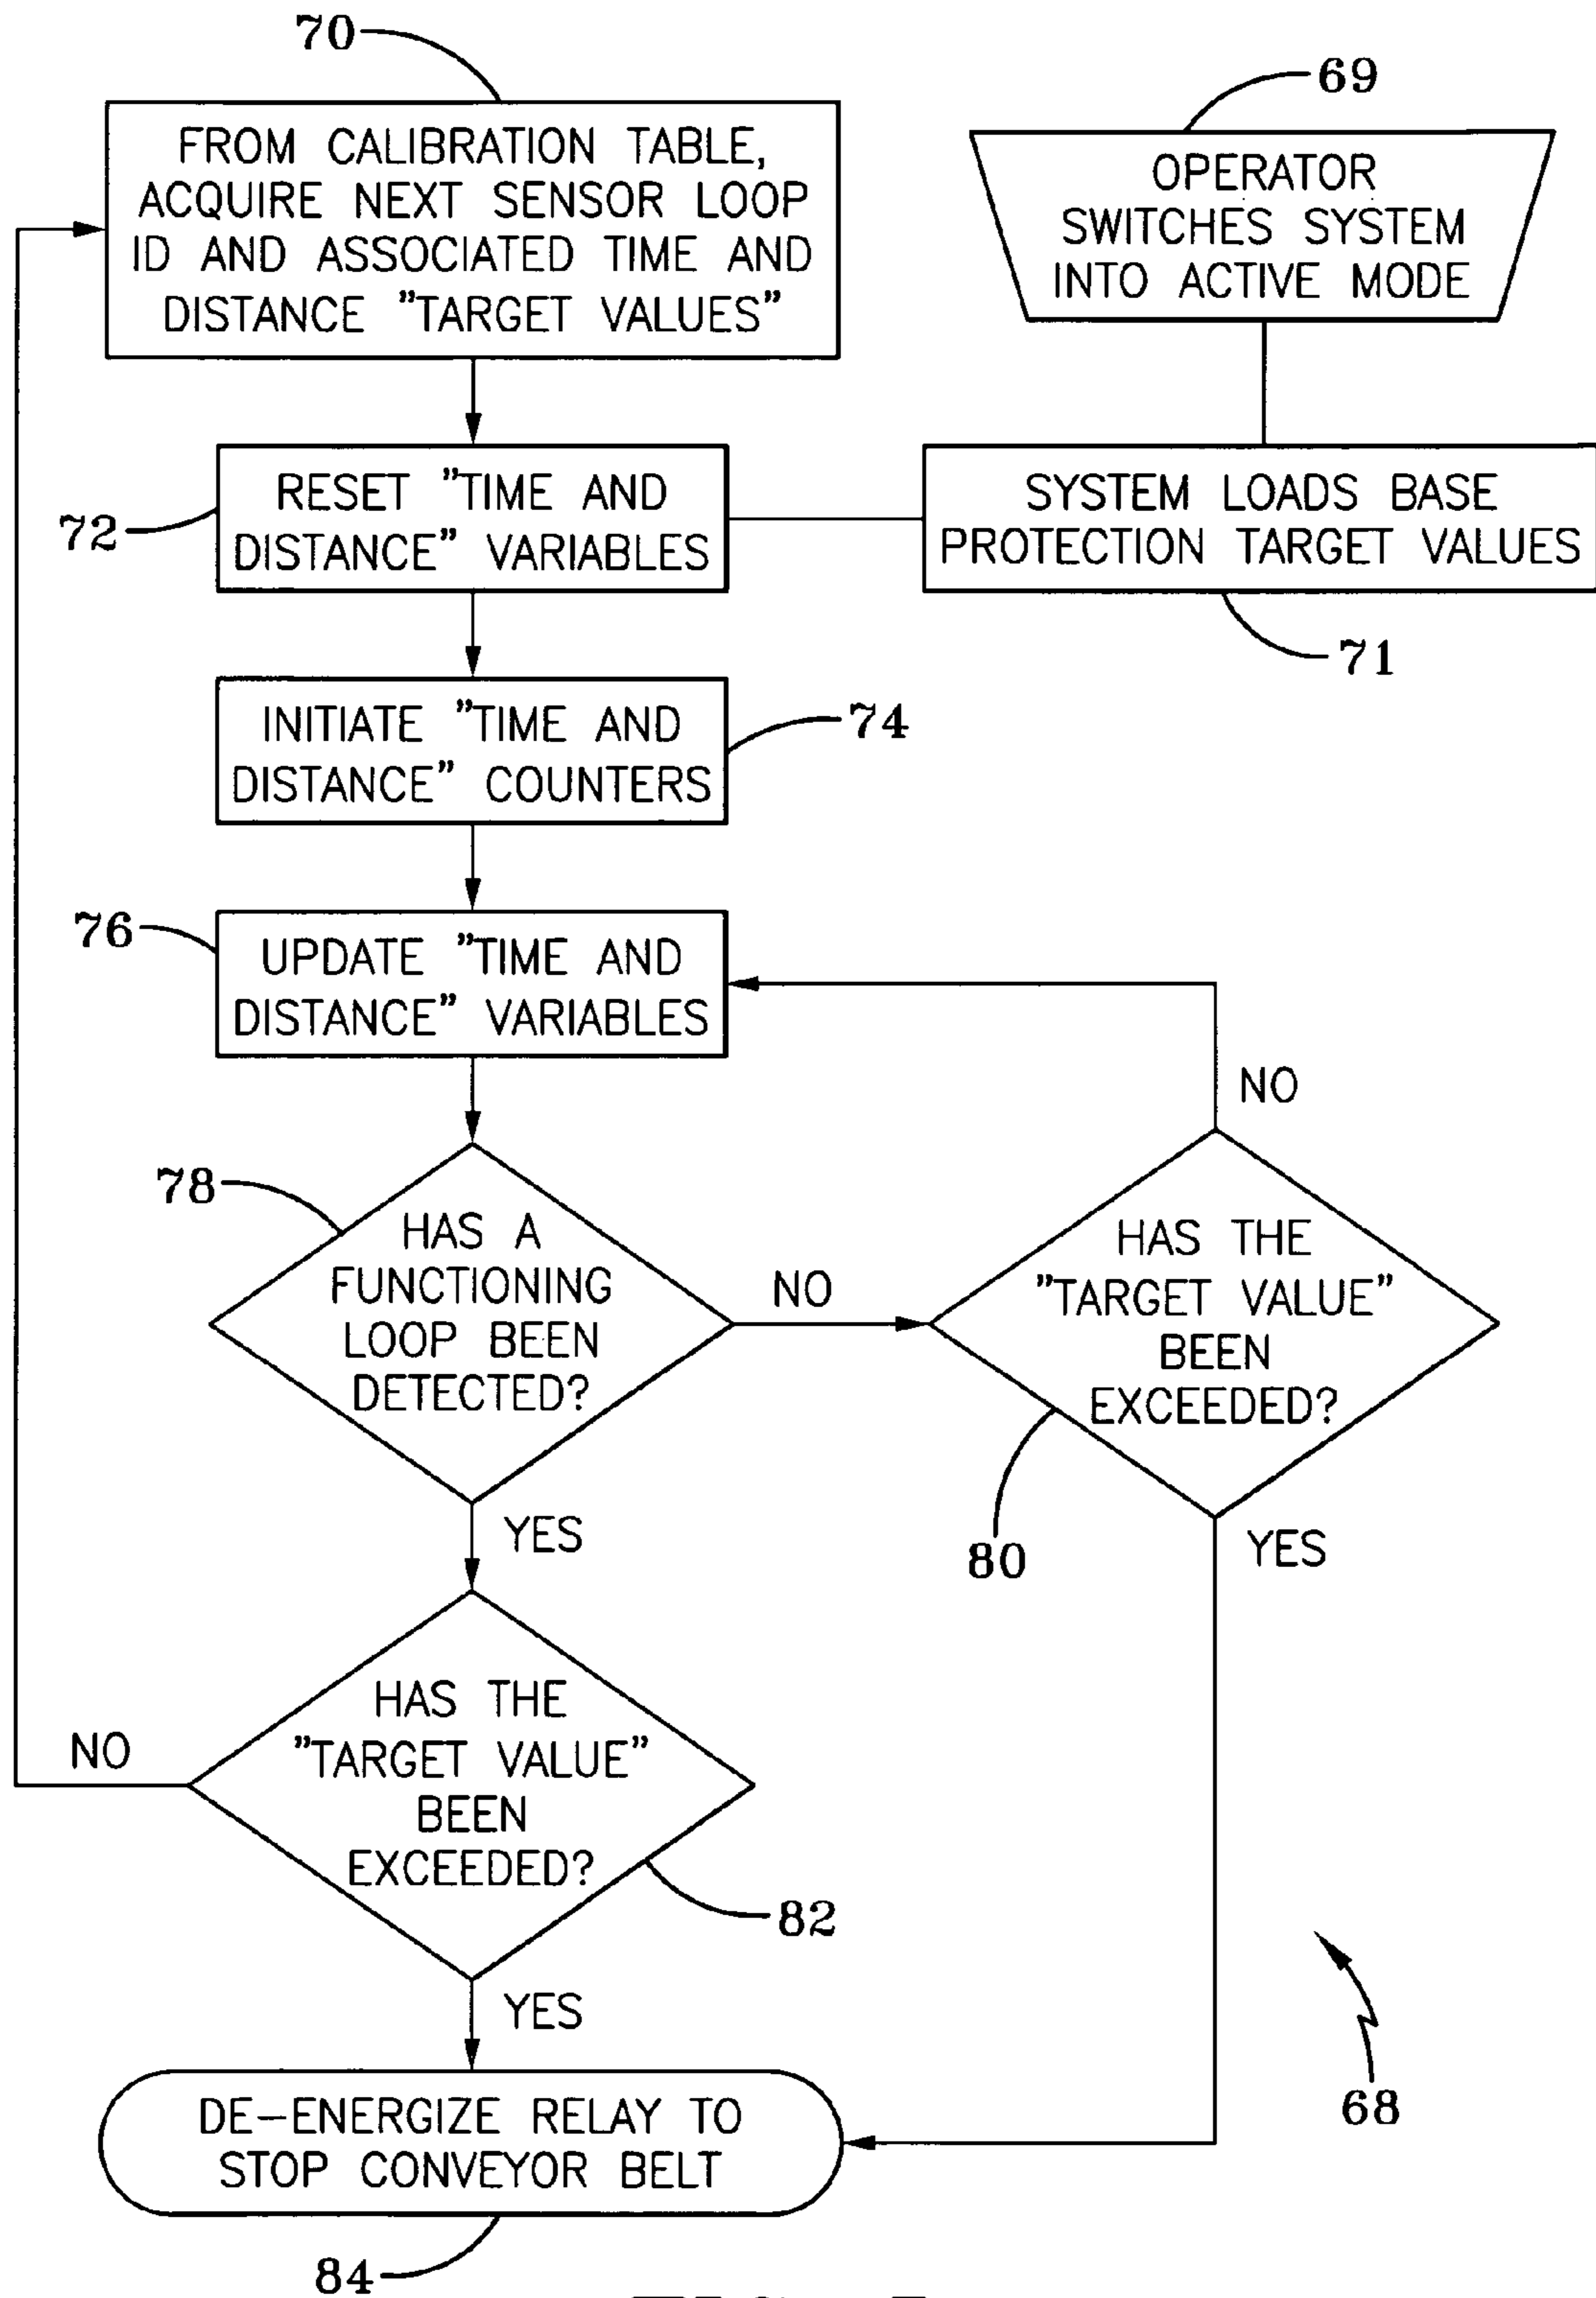 70
69
FROM CALIBRATION TABLE,
ACQUIRE NEXT SENSOR LOOP
ID AND ASSOCIATED TIME AND
DISTANCE "TARGET VALUES"
OPERATOR
SWITCHES SYSTEM
INTO ACTIVE MODE
RESET "TIME AND
DISTANCE" VARIABLES
72
SYSTEM LOADS BASE
PROTECTION TARGET VALUES
71
INITIATE "TIME AND
DISTANCE" COUNTERS
74
76
UPDATE "TIME AND
DISTANCE" VARIABLES
NO
78
HAS A
FUNCTIONING
LOOP BEEN
DETECTED?
NO
HAS THE
"TARGET VALUE"
BEEN
EXCEEDED?
YES
80
YES
HAS THE
"TARGET VALUE"
BEEN
EXCEEDED?
NO
82
YES
68
DE-ENERGIZE RELAY TO
STOP CONVEYOR BELT
84